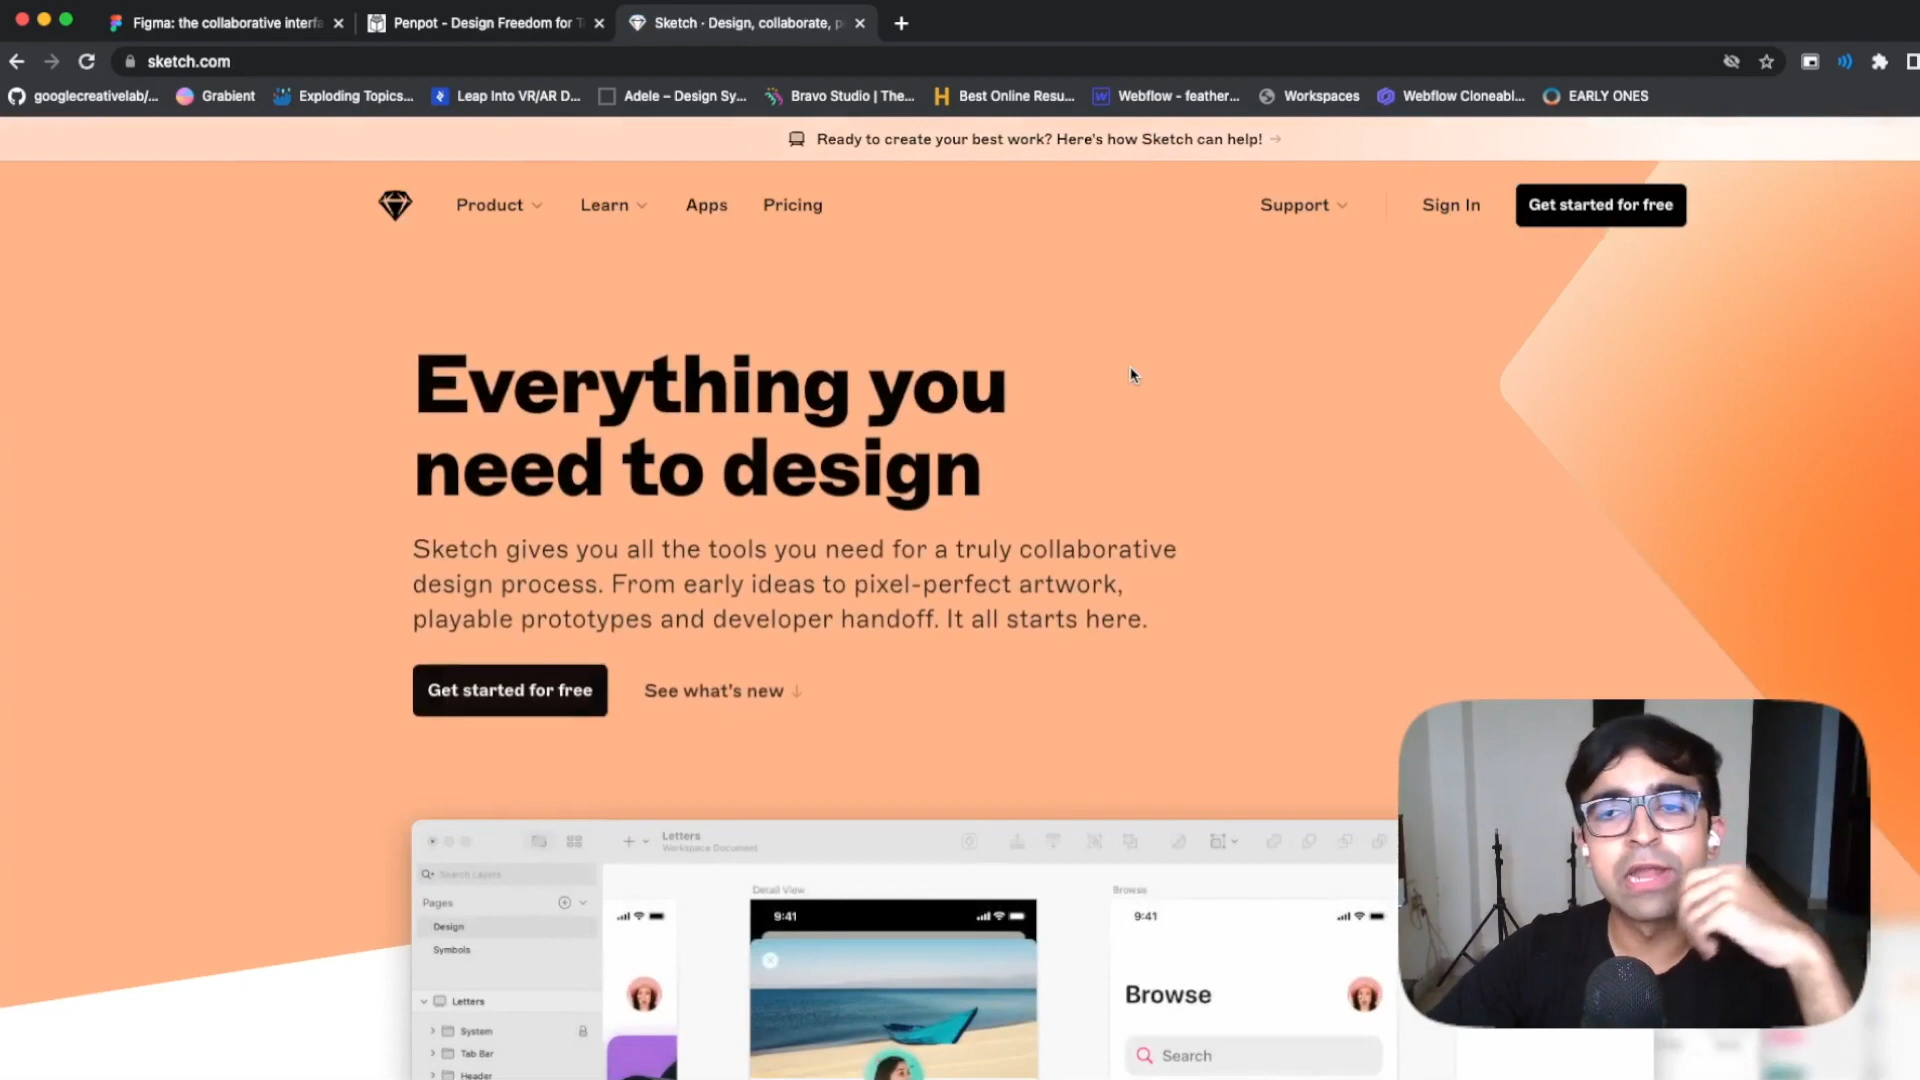 Figma: the collaborative interfa
Penpot - Design Freedom for T
Sketch · Design, collaborate, p
sketch.com
googlecreativelab/...
Grabient
Exploding Topics...
Leap Into VR/AR D...
Adele – Design Sy...
Bravo Studio | The...
Best Online Resu...
Webflow - feather...
Workspaces
Webflow Cloneabl...
EARLY ONES
Ready to create your best work? Here's how Sketch can help! →
Product
Learn
Apps
Pricing
Support
Sign In
Get started for free
Everything you
need to design
Sketch gives you all the tools you need for a truly collaborative
design process. From early ideas to pixel-perfect artwork,
playable prototypes and developer handoff. It all starts here.
Get started for free
See what's new ↓
Letters
Workspace Document
Search Layers
Pages
Design
Symbols
Letters
System
Tab Bar
Header
Detail View
9:41
Browse
9:41
Browse
Search